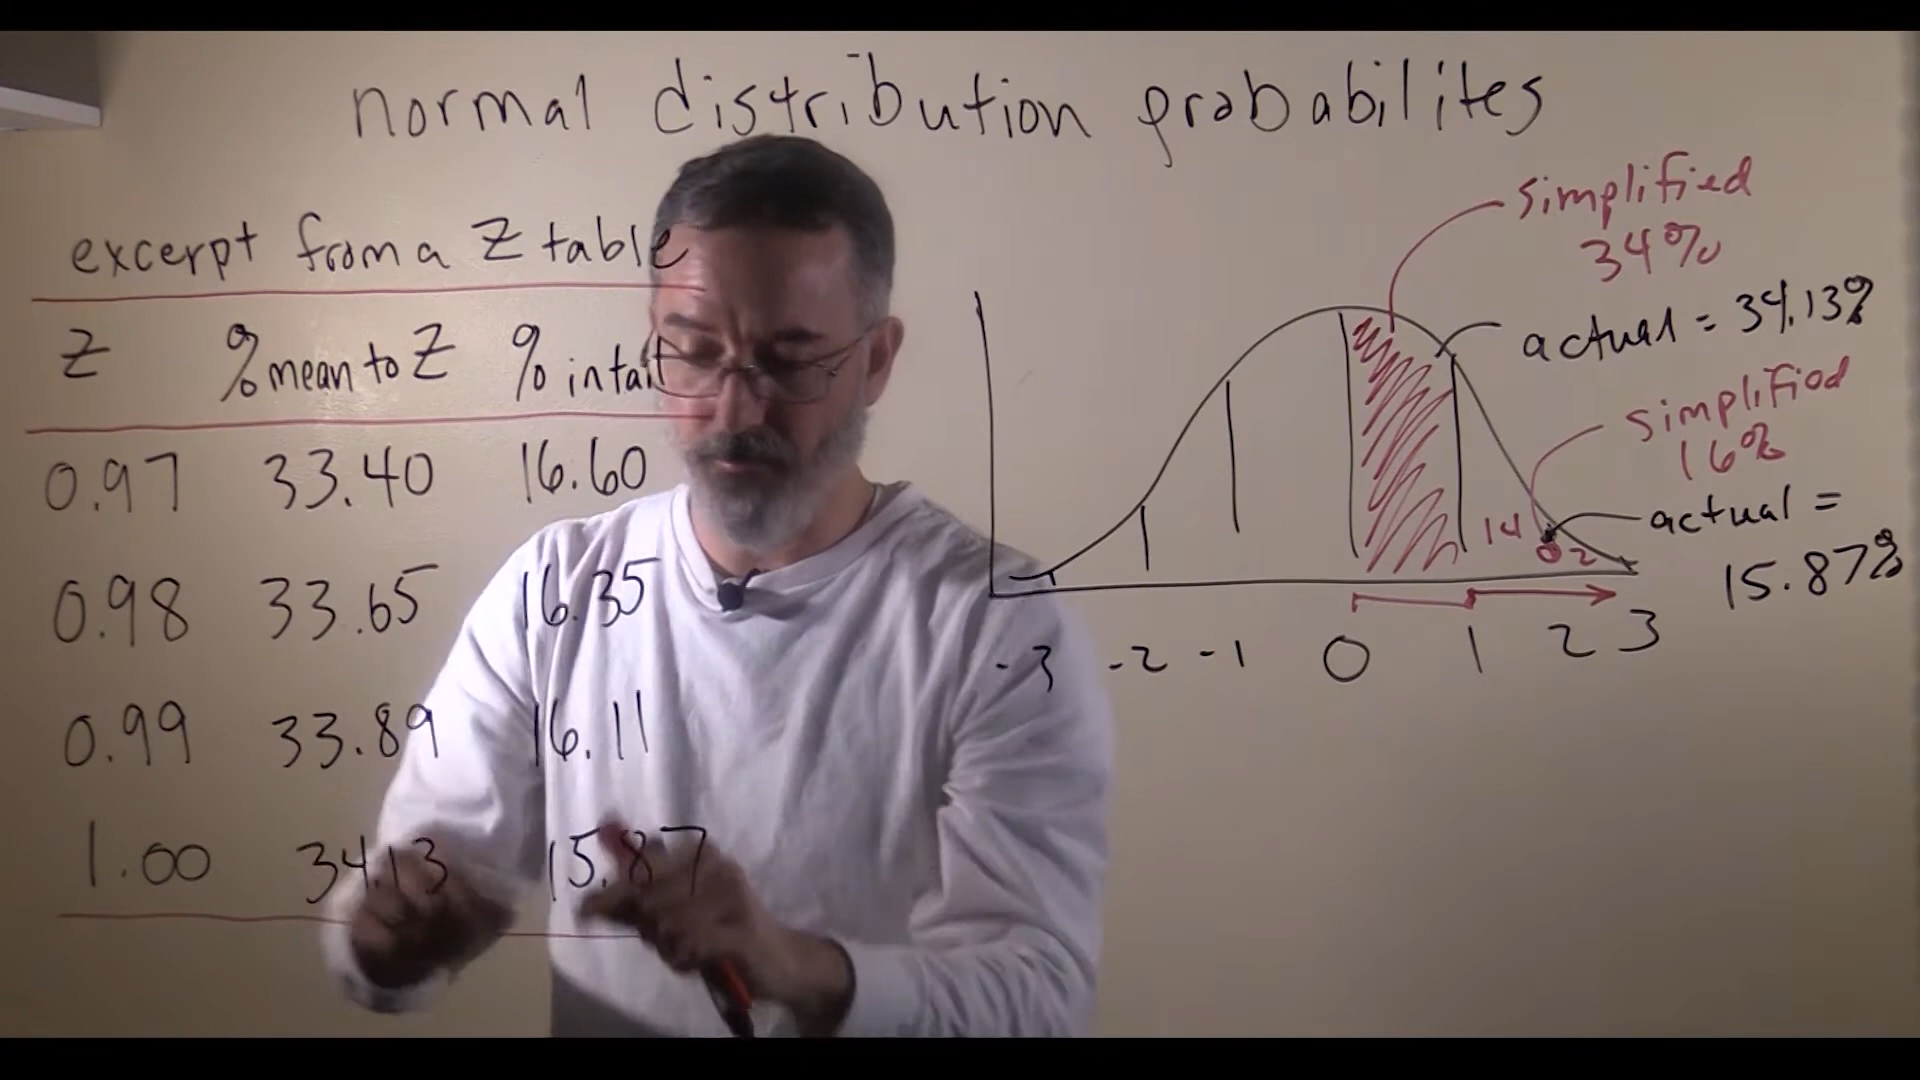 normal distribution probabilites
excerpt from a Z table
Z % mean to Z % in tail
0.97 33.40 16.60
0.98 33.65 16.35
0.99 33.89 16.11
1.00 34.13 15.87
simplified
34%
actual = 34.13%
simplified
16%
actual =
15.87%
14 02
-3 -2 -1 0 1 2 3